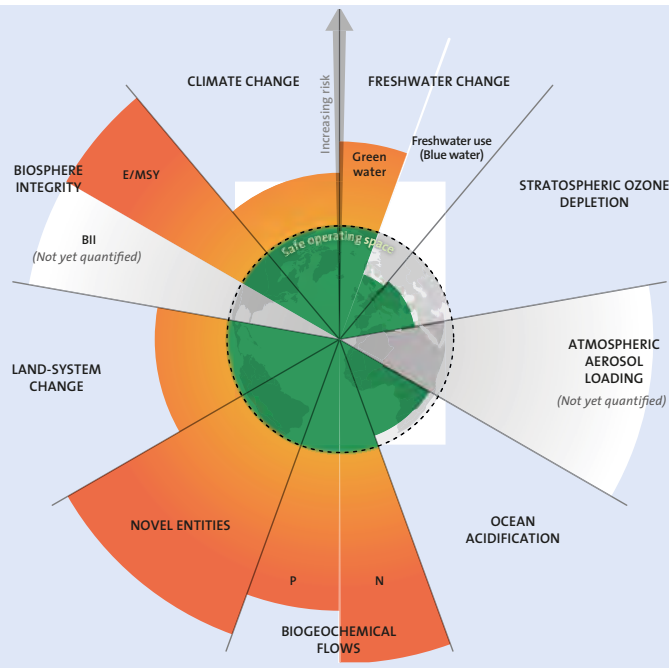 CLIMATE CHANGE
FRESHWATER CHANGE
Increasing risk
Green
water
Freshwater use
(Blue water)
E/MSY
BIOSPHERE
INTEGRITY
STRATOSPHERIC OZONE
DEPLETION
BII
(Not yet quantified)
Safe operating space
ATMOSPHERIC
AEROSOL
LOADING
(Not yet quantified)
LAND-SYSTEM
CHANGE
NOVEL ENTITIES
OCEAN
ACIDIFICATION
P
N
BIOGEOCHEMICAL
FLOWS